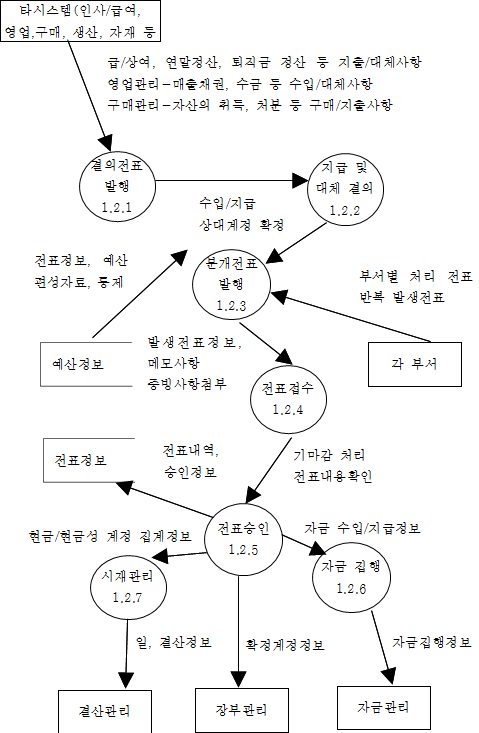 타시스템(인사/급여,
영업,구매, 생산, 자재 등
급/상여, 연말정산, 퇴직금 정산 등 지출/대체사항
영업관리-매출채권, 수금 등 수입/대체사항
구매관리-자산의 취득, 처분 등 구매/지출사항
결의전표
발행
1.2.1
지급 및
대체 결의
1.2.2
수입/지급
상대계정 확정
전표정보, 예산
편성자료, 통제
분개전표
발행
1.2.3
부서별 처리 전표
반복 발생전표
예산정보
발생전표정보,
메모사항
증빙사항첨부
각 부서
전표접수
1.2.4
전표정보
전표내역,
승인정보
기마감 처리
전표내용확인
현금/현금성 계정 집계정보
전표승인
1.2.5
자금 수입/지급정보
시재관리
1.2.7
자금 집행
1.2.6
일, 결산정보
확정계정정보
자금집행정보
결산관리
장부관리
자금관리